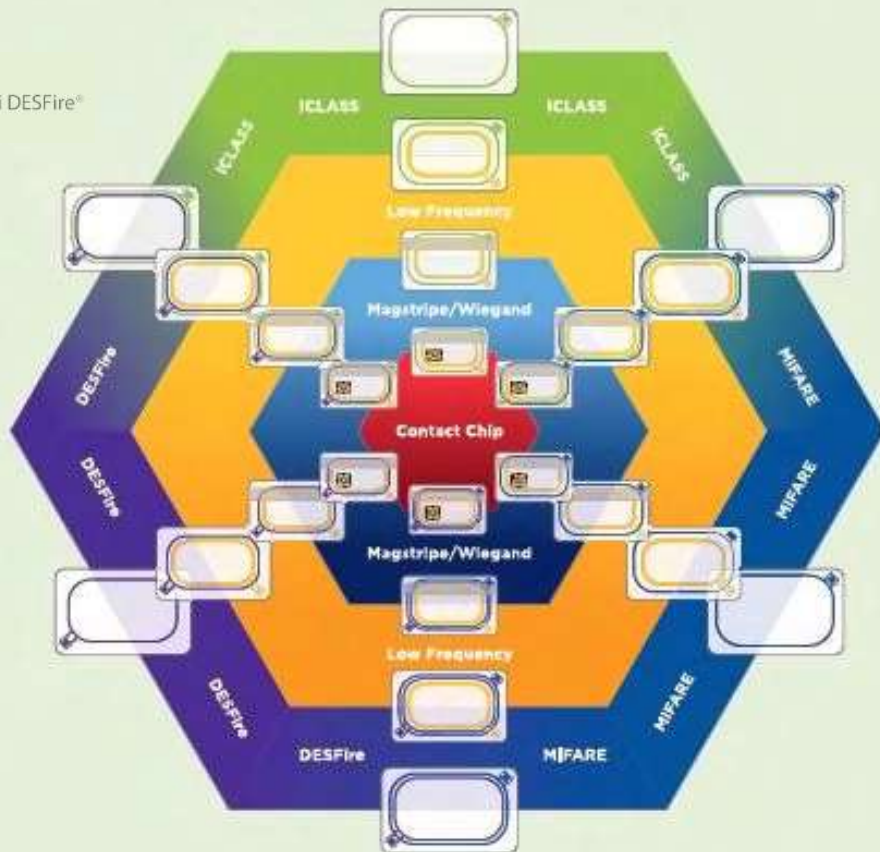 i DESFire®
ICLASS
ICLASS
ICLASS
ICLASS
Low Frequency
Magstripe/Wiegand
DESFire
MIFARE
Contact Chip
DESFire
MIFARE
Magstripe/Wiegand
Low Frequency
DESFire
MIFARE
DESFire
MIFARE